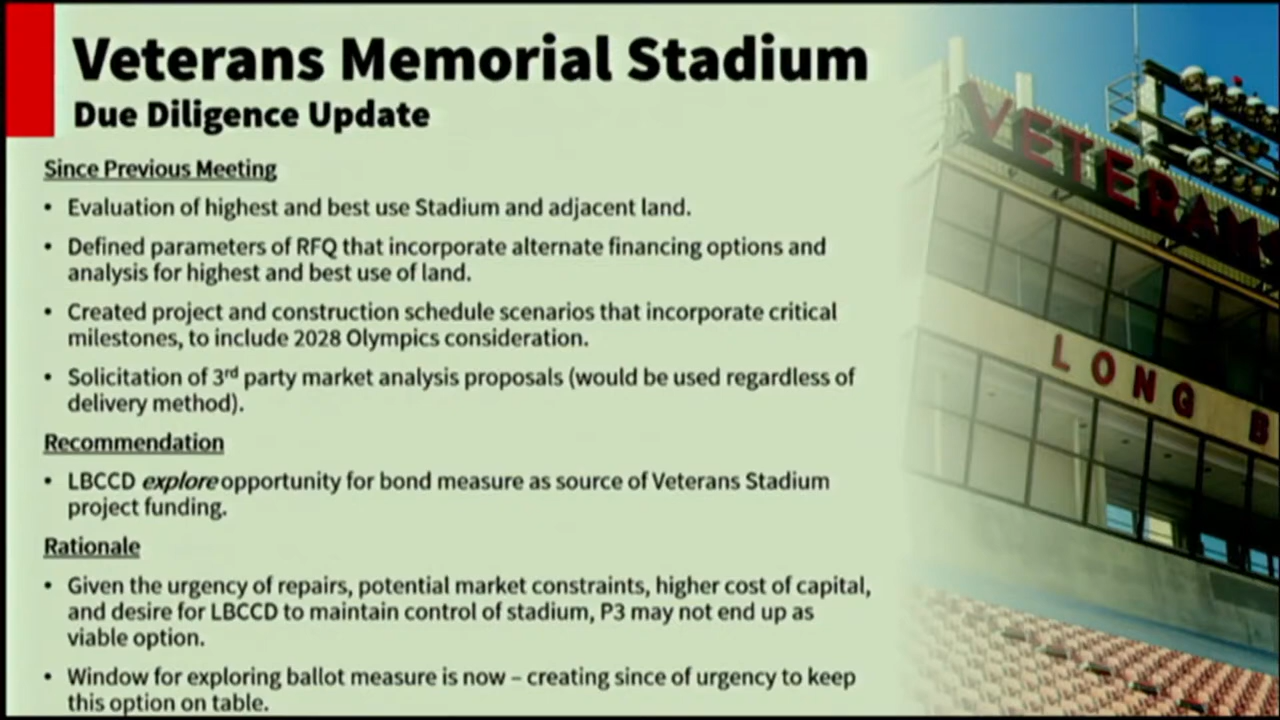 Veterans Memorial Stadium
Due Diligence Update
Since Previous Meeting
• Evaluation of highest and best use Stadium and adjacent land.
• Defined parameters of RFQ that incorporate alternate financing options and
analysis for highest and best use of land.
• Created project and construction schedule scenarios that incorporate critical
milestones, to include 2028 Olympics consideration.
• Solicitation of 3rd party market analysis proposals (would be used regardless of
delivery method).
Recommendation
• LBCCD explore opportunity for bond measure as source of Veterans Stadium
project funding.
Rationale
• Given the urgency of repairs, potential market constraints, higher cost of capital,
and desire for LBCCD to maintain control of stadium, P3 may not end up as
viable option.
• Window for exploring ballot measure is now – creating since of urgency to keep
this option on table.
VETERANS
LONG B